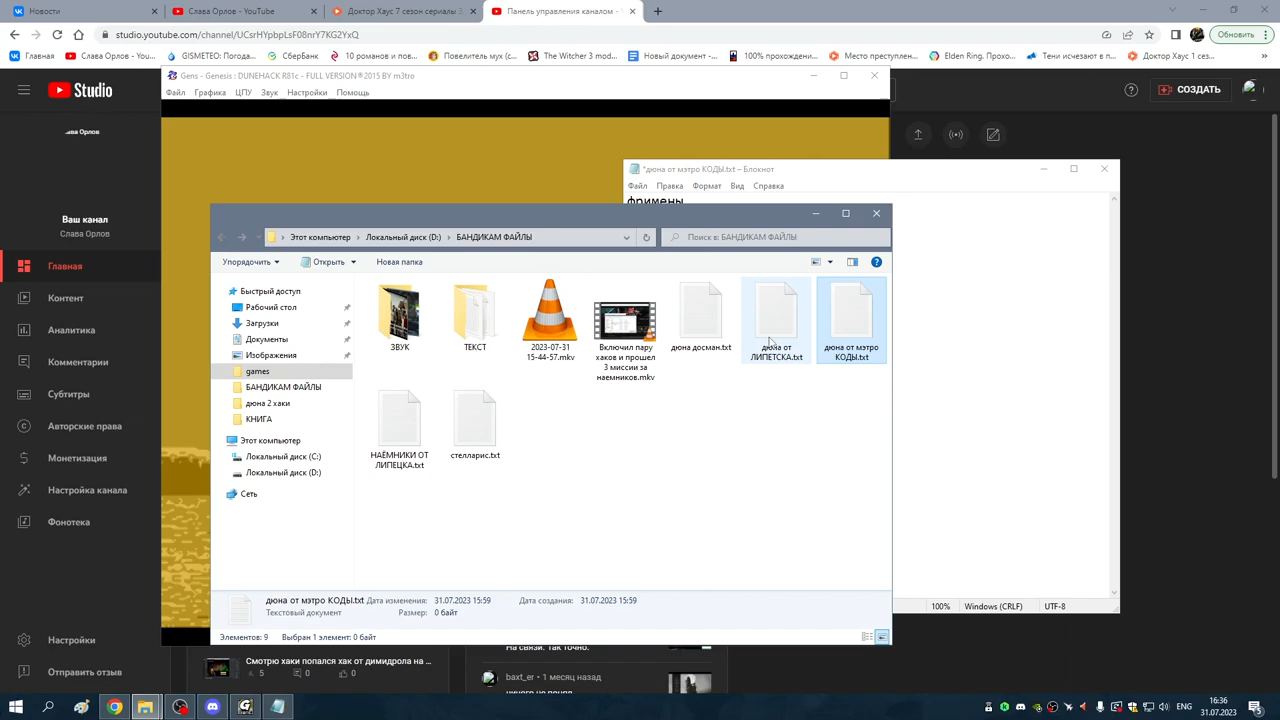 Новости
Слава Орлов - YouTube
Доктор Хаус сезон сериалы 3
Панель управления каналом -
studio.youtube.com/channel/UCsrHYpbpLsF08nrY7KG2YxQ
Обновить
Главная
Слава Орлов - YouTu...
GISMETEO: Погода...
СберБанк
10 романов и пове...
Повелитель мух (с...
The Witcher 3 mod...
Новый документ -...
100% прохождени...
Место преступлен...
Elden Ring, Прохо...
Тени исчезают в п...
Доктор Хаус 1 сез...
Gens - Genesis : DUNEHACK R81c - FULL VERSION®2015 BY m3tro
Файл Графика ЦПУ Звук Настройки Помощь
Studio
СОЗДАТЬ
ава Орлов
Ваш канал
Слава Орлов
Главная
Контент
Аналитика
Комментарии
Субтитры
Авторские права
Монетизация
Настройка канала
Фонотека
Настройки
Отправить отзыв
*дюна от мэтро КОДЫ.txt – Блокнот
Файл Правка Формат Вид Справка
фримены
Этот компьютер
Локальный диск (D:)
БАНДИКАМ ФАЙЛЫ
Поиск в: БАНДИКАМ ФАЙЛЫ
Упорядочить
Открыть
Новая папка
Быстрый доступ
Рабочий стол
Загрузки
Документы
Изображения
games
БАНДИКАМ ФАЙЛЫ
дюна 2 хаки
КНИГА
Этот компьютер
Локальный диск (C:)
Локальный диск (D:)
Сеть
ЗВУК
ТЕКСТ
2023-07-31
15-44-57.mkv
Включил пару
хаков и прошел
3 миссии за
наемников.mkv
дюна досман.txt
дюна от
ЛИПЕТСКА.txt
дюна от мэтро
КОДЫ.txt
НАЁМНИКИ ОТ
ЛИПЕЦКА.txt
стелларис.txt
дюна от мэтро КОДЫ.txt Дата изменения: 31.07.2023 15:59 Дата создания: 31.07.2023 15:59
Текстовый документ Размер: 0 байт
Элементов: 9 Выбран 1 элемент: 0 байт
100% Windows (CRLF) UTF-8
Смотрю хаки попался хак от димидрола на ...
5 0 0
На связи. Так точно.
baxt_er • 1 месяц назад
ничего не понял
ENG
16:36
31.07.2023